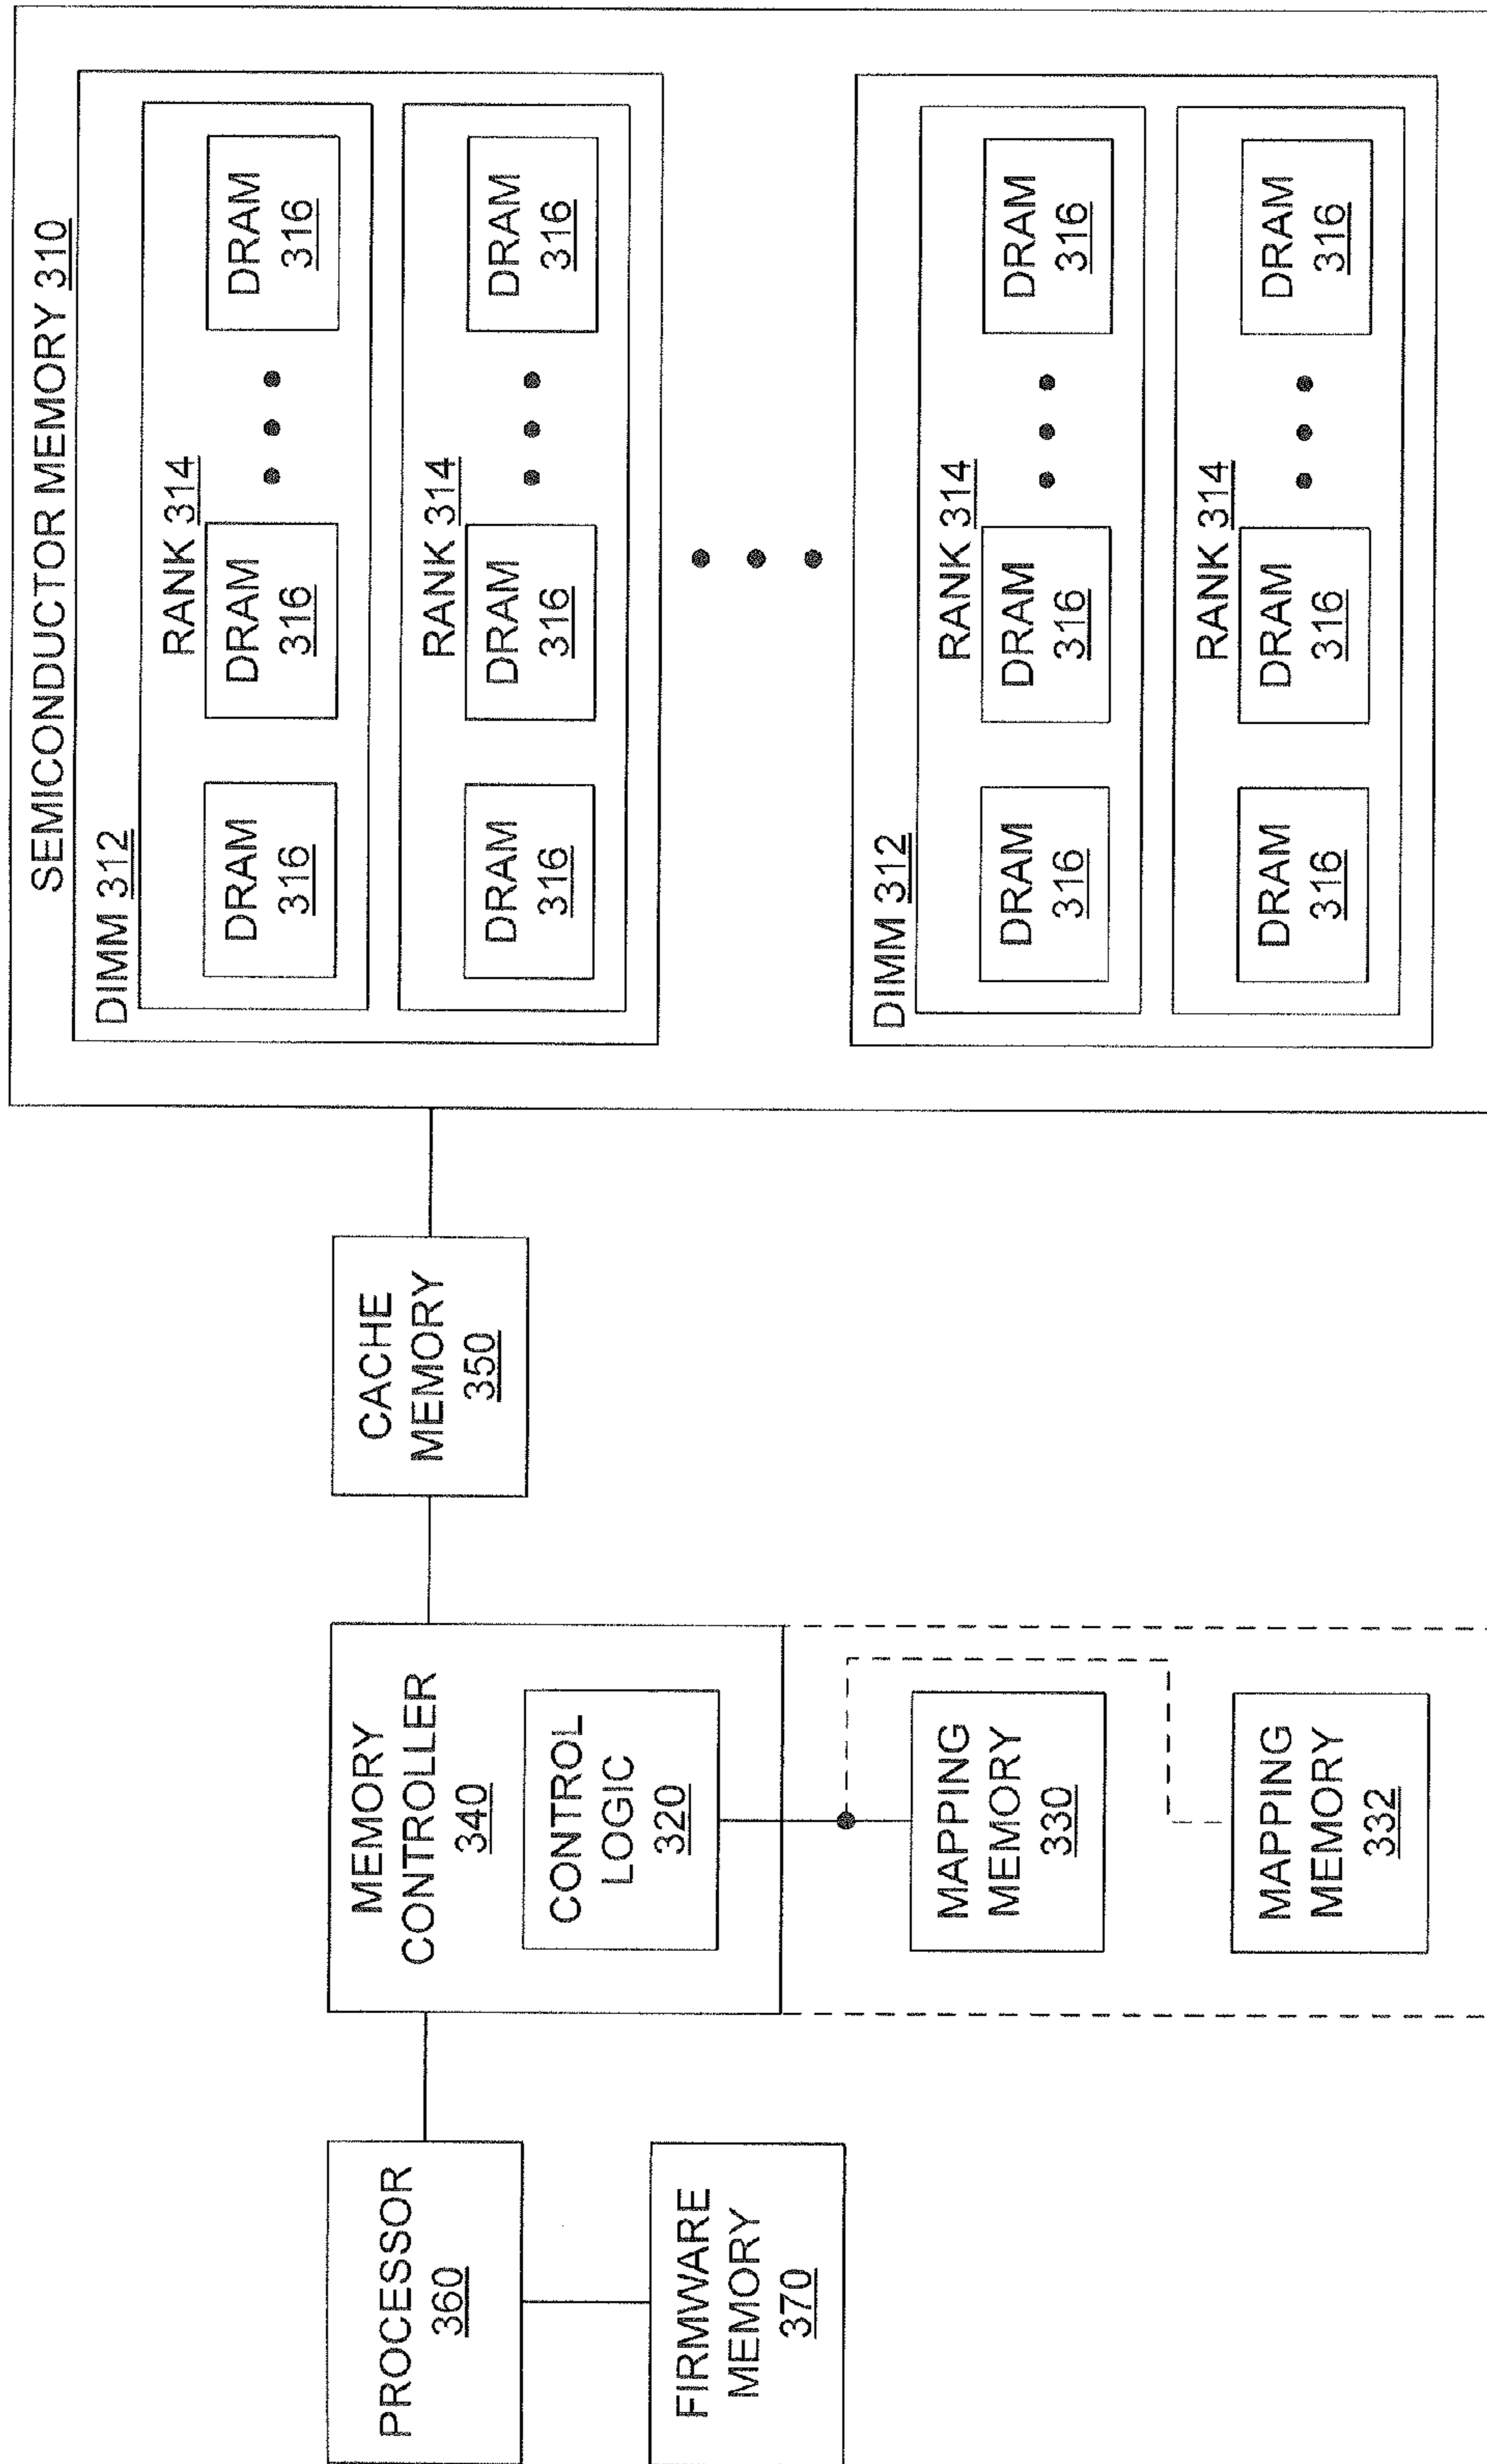 PROCESSOR
360
FIRMWARE
MEMORY
370
MEMORY
CONTROLLER
340
CONTROL
LOGIC
320
MAPPING
MEMORY
330
MAPPING
MEMORY
332
CACHE
MEMORY
350
SEMICONDUCTOR MEMORY 310
DIMM 312
RANK 314
DRAM
316
DRAM
316
DRAM
316
RANK 314
DRAM
316
DRAM
316
DRAM
316
DIMM 312
RANK 314
DRAM
316
DRAM
316
DRAM
316
RANK 314
DRAM
316
DRAM
316
DRAM
316